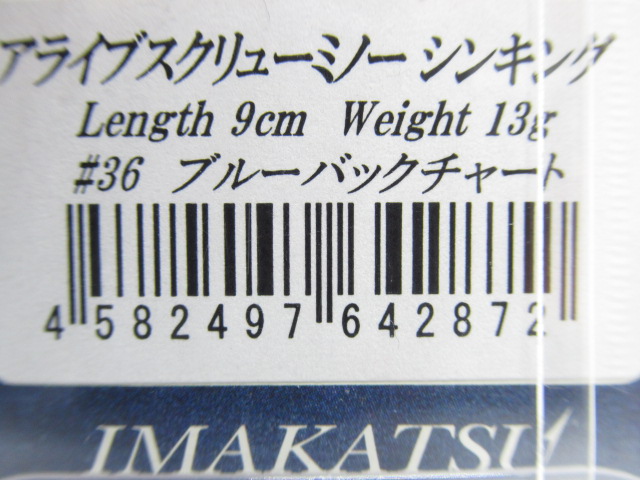 アライブスクリューミノー シンキング
Length 9cm Weight 13g
#36 ブルーバックチャート
4 582497 642872
IMAKATSU